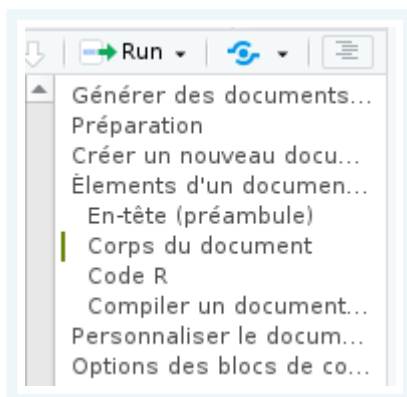 Run
Générer des documents...
Préparation
Créer un nouveau docu...
Élements d'un documen...
En-tête (préambule)
Corps du document
Code R
Compiler un document...
Personnaliser le docum...
Options des blocs de co...